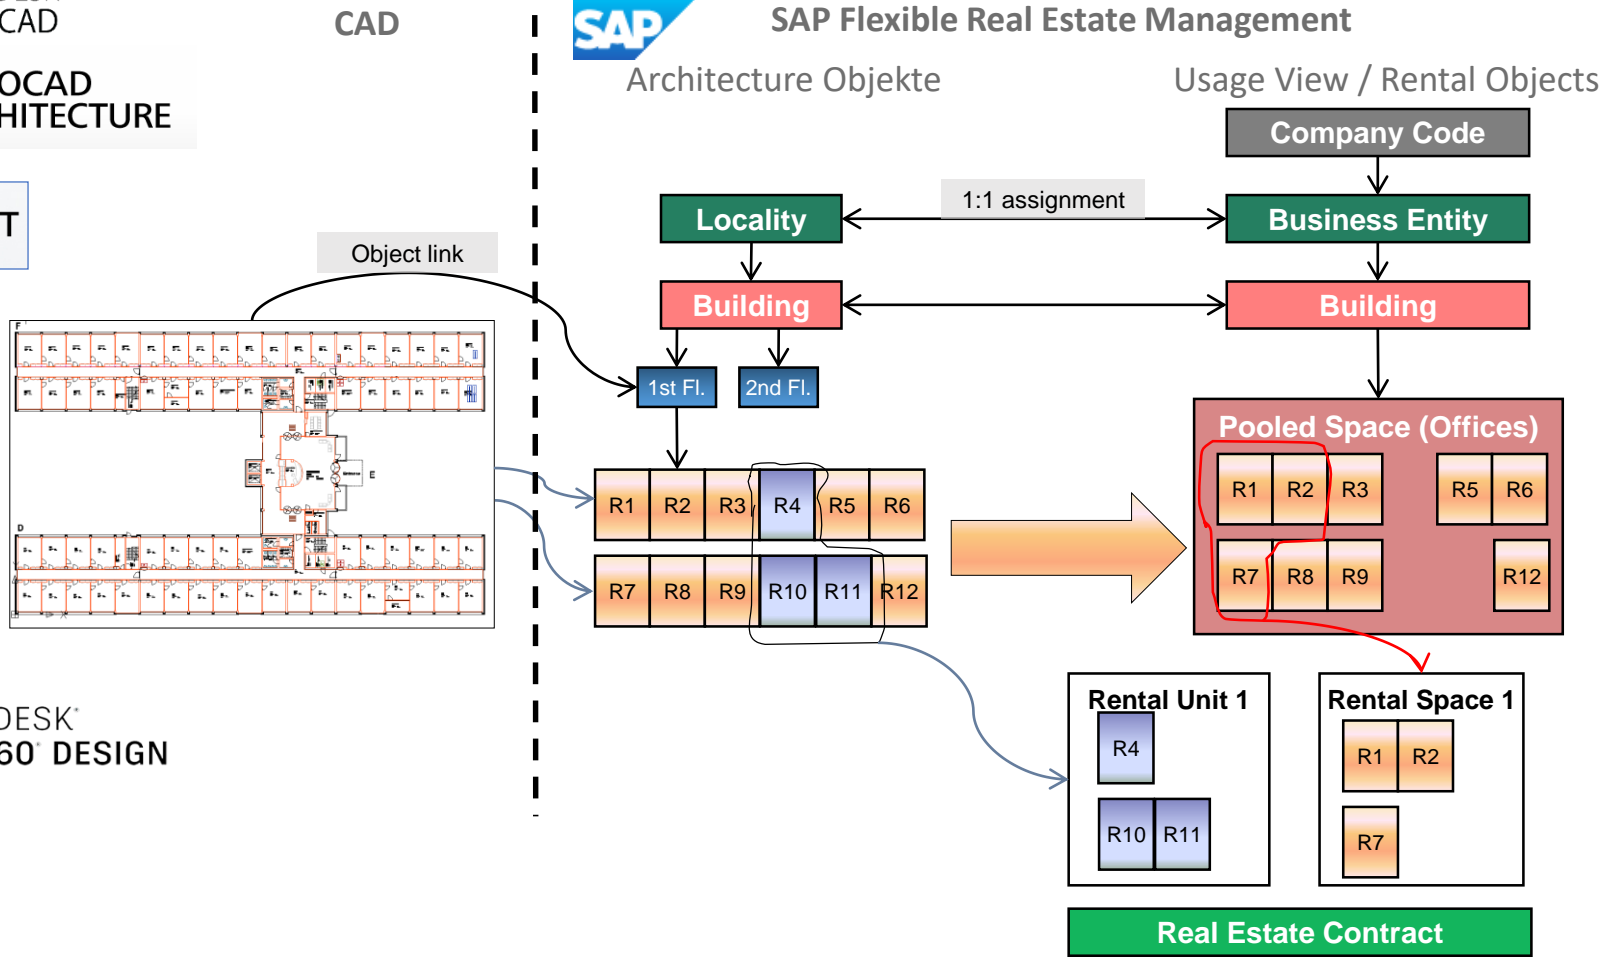 CAD
OCAD
HITECTURE
T
DESK
60° DESIGN
CAD
Object link
F
E
D
SAP
SAP Flexible Real Estate Management
Architecture Objekte
Usage View / Rental Objects
Company Code
Locality
1:1 assignment
Business Entity
Building
Building
1st Fl.
2nd Fl.
Pooled Space (Offices)
R1 R2 R3 R4 R5 R6
R7 R8 R9 R10 R11 R12
R1 R2 R3 R5 R6
R7 R8 R9 R12
Rental Unit 1
R4
R10 R11
Rental Space 1
R1 R2
R7
Real Estate Contract